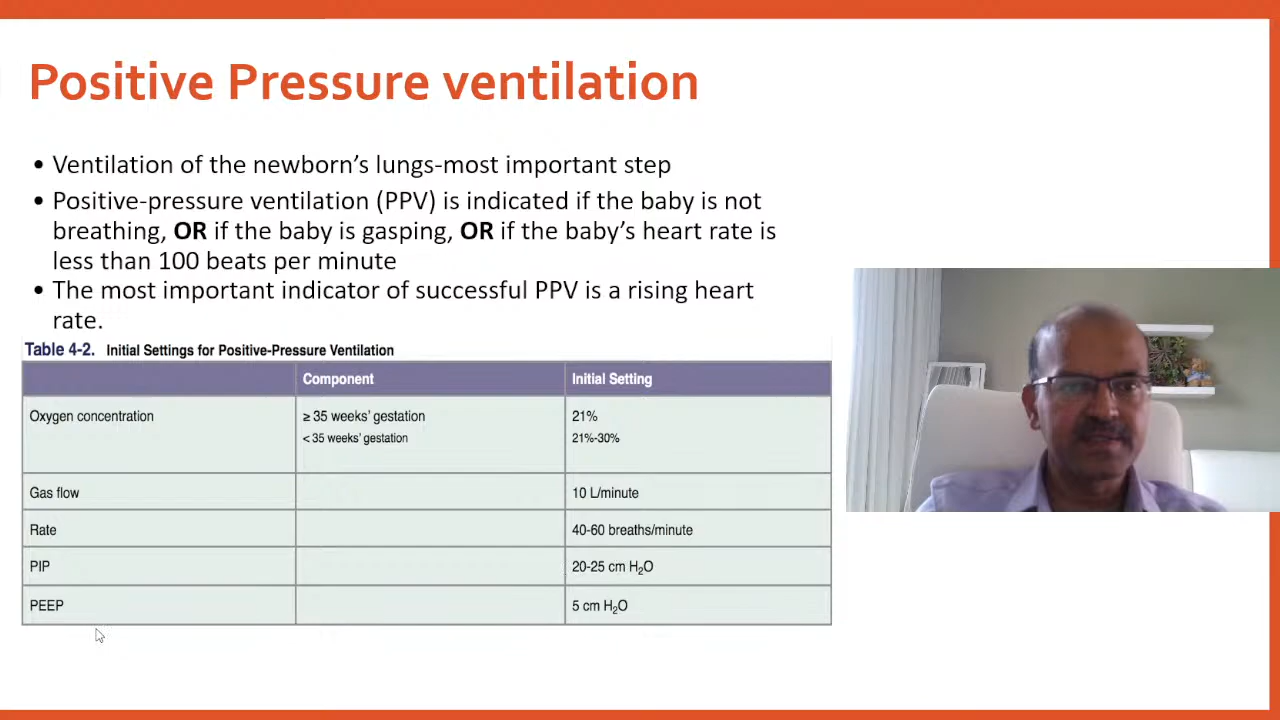 Positive Pressure ventilation
• Ventilation of the newborn's lungs-most important step
• Positive-pressure ventilation (PPV) is indicated if the baby is not
breathing, OR if the baby is gasping, OR if the baby's heart rate is
less than 100 beats per minute
• The most important indicator of successful PPV is a rising heart
rate.
Table 4-2. Initial Settings for Positive-Pressure Ventilation
Component Initial Setting
Oxygen concentration ≥ 35 weeks' gestation 21%
< 35 weeks' gestation 21%-30%
Gas flow 10 L/minute
Rate 40-60 breaths/minute
PIP 20-25 cm H₂O
PEEP 5 cm H₂O